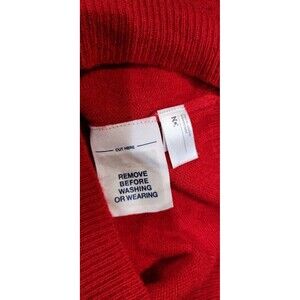 CUT HERE
REMOVE
BEFORE
WASHING
OR WEARING